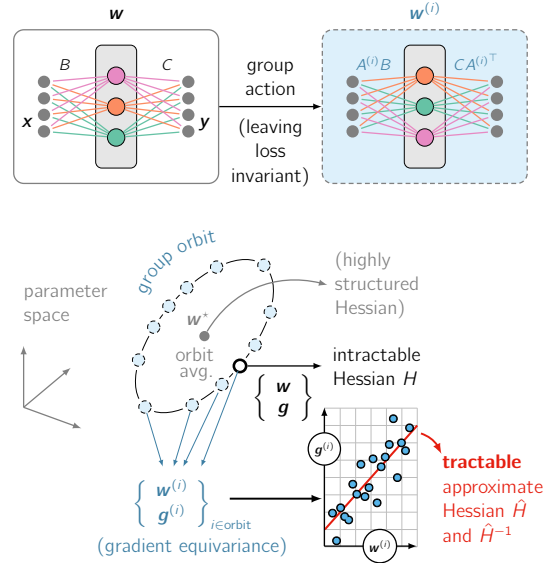 w
w⁽ⁱ⁾
B
C
x
y
group
action
(leaving
loss
invariant)
A⁽ⁱ⁾B
CA⁽ⁱ⁾⊤
group orbit
parameter
space
w⋆
orbit
avg.
(highly
structured
Hessian)
intractable
Hessian H
{ w
g }
{ w⁽ⁱ⁾
g⁽ⁱ⁾ }i∈orbit
(gradient equivariance)
g⁽ⁱ⁾
w⁽ⁱ⁾
tractable
approximate
Hessian Ĥ
and Ĥ⁻¹